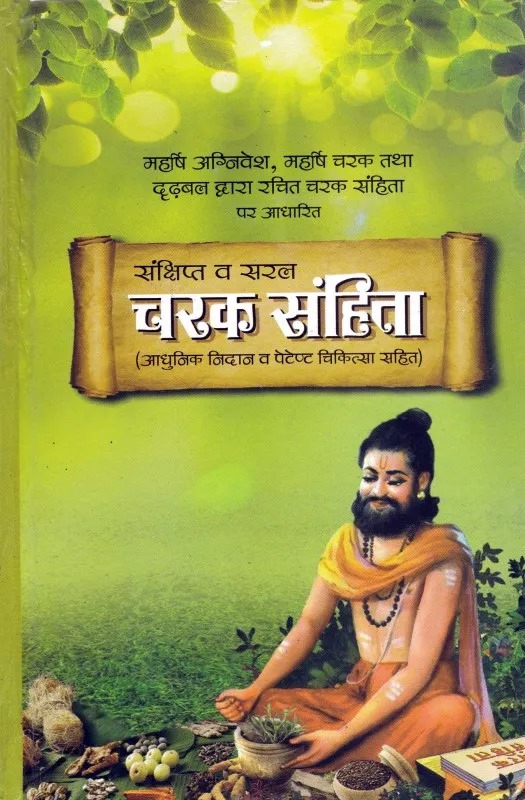 महर्षि अग्निवेश, महर्षि चरक तथा
दृढ़बल द्वारा रचित चरक संहिता
पर आधारित
संक्षिप्त व सरल
चरक संहिता
(आधुनिक निदान व पेटेण्ट चिकित्सा सहित)